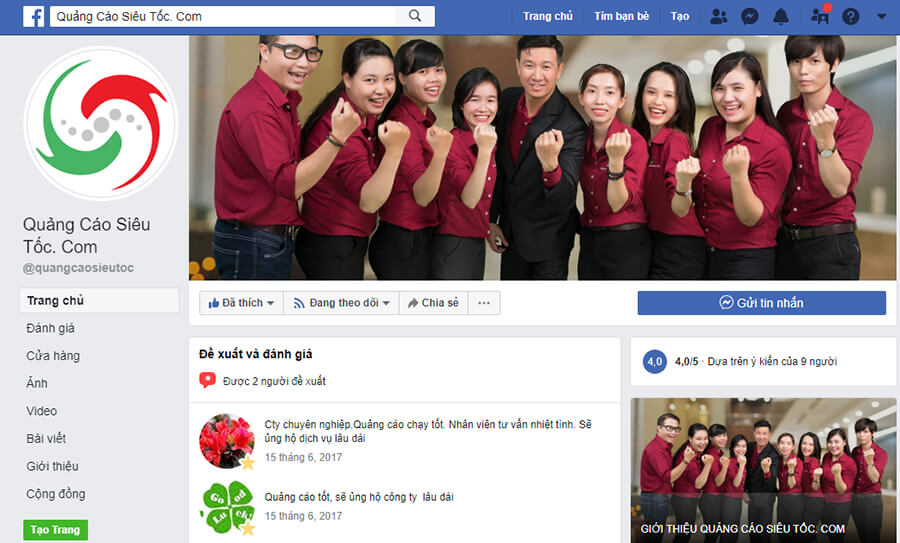 Quảng Cáo Siêu Tốc. Com
Trang chủ
Tìm bạn bè
Tạo
Quảng Cáo Siêu
Tốc. Com
@quangcaosieutoc
Trang chủ
Đánh giá
Cửa hàng
Ảnh
Video
Bài viết
Giới thiệu
Cộng đồng
Tạo Trang
Đã thích
Đang theo dõi
Chia sẻ
Gửi tin nhắn
Đề xuất và đánh giá
Được 2 người đề xuất
Cty chuyên nghiệp.Quảng cáo chạy tốt. Nhân viên tư vấn nhiệt tình. Sẽ
ủng hộ dịch vụ lâu dài
15 tháng 6, 2017
Good
Luck!
Quảng cáo tốt, sẽ ủng hộ công ty lâu dài
15 tháng 6, 2017
4,0
4,0/5 · Dựa trên ý kiến của 9 người
GIỚI THIỆU QUẢNG CÁO SIÊU TỐC. COM